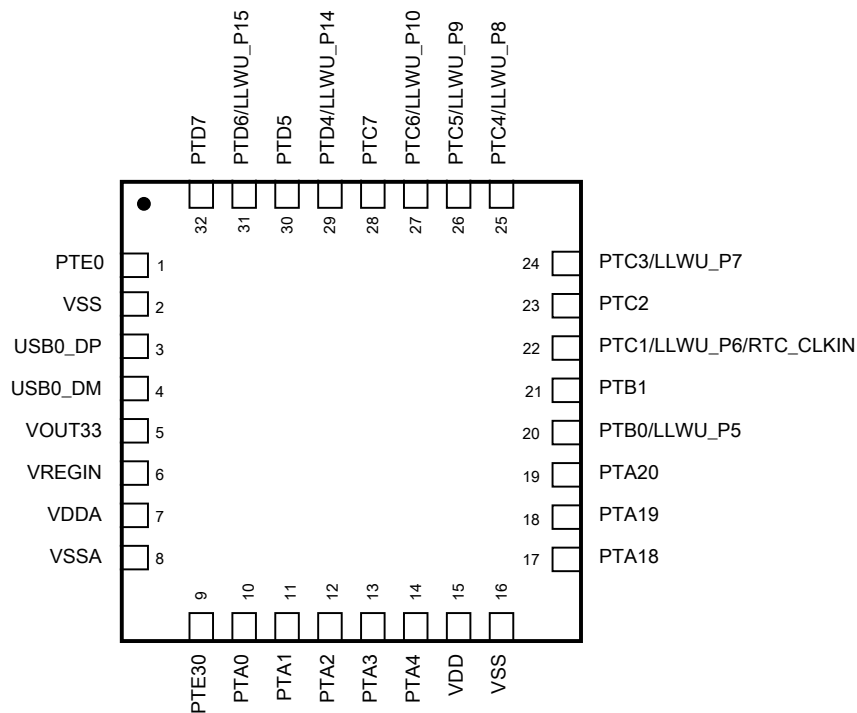 PTD7
PTD6/LLWU_P15
PTD5
PTD4/LLWU_P14
PTC7
PTC6/LLWU_P10
PTC5/LLWU_P9
PTC4/LLWU_P8
32
31
30
29
28
27
26
25
PTE0 1
VSS 2
USB0_DP 3
USB0_DM 4
VOUT33 5
VREGIN 6
VDDA 7
VSSA 8
24 PTC3/LLWU_P7
23 PTC2
22 PTC1/LLWU_P6/RTC_CLKIN
21 PTB1
20 PTB0/LLWU_P5
19 PTA20
18 PTA19
17 PTA18
9
10
11
12
13
14
15
16
PTE30
PTA0
PTA1
PTA2
PTA3
PTA4
VDD
VSS